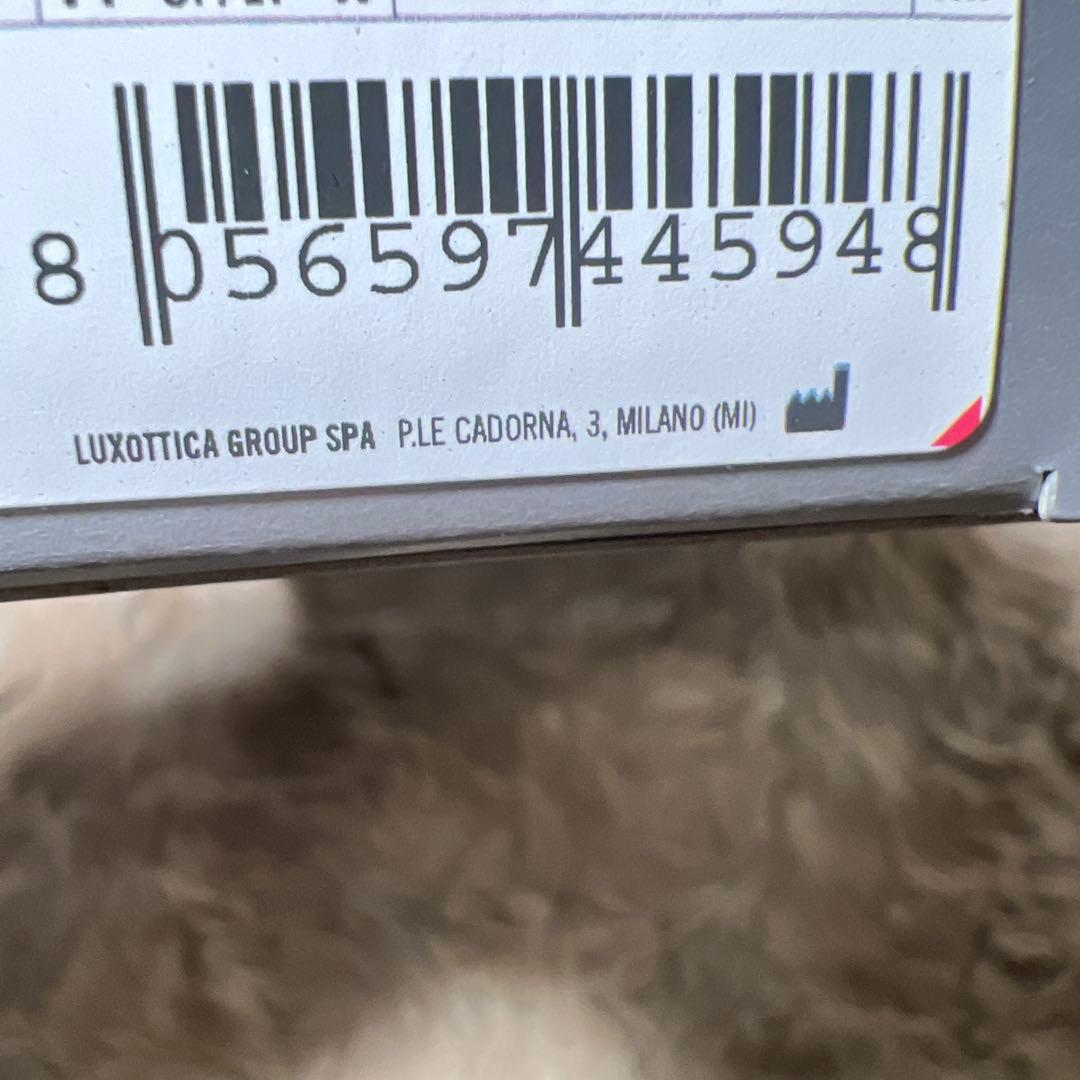 8 056597 445948
LUXOTTICA GROUP SPA P.LE CADORNA, 3, MILANO (MI)